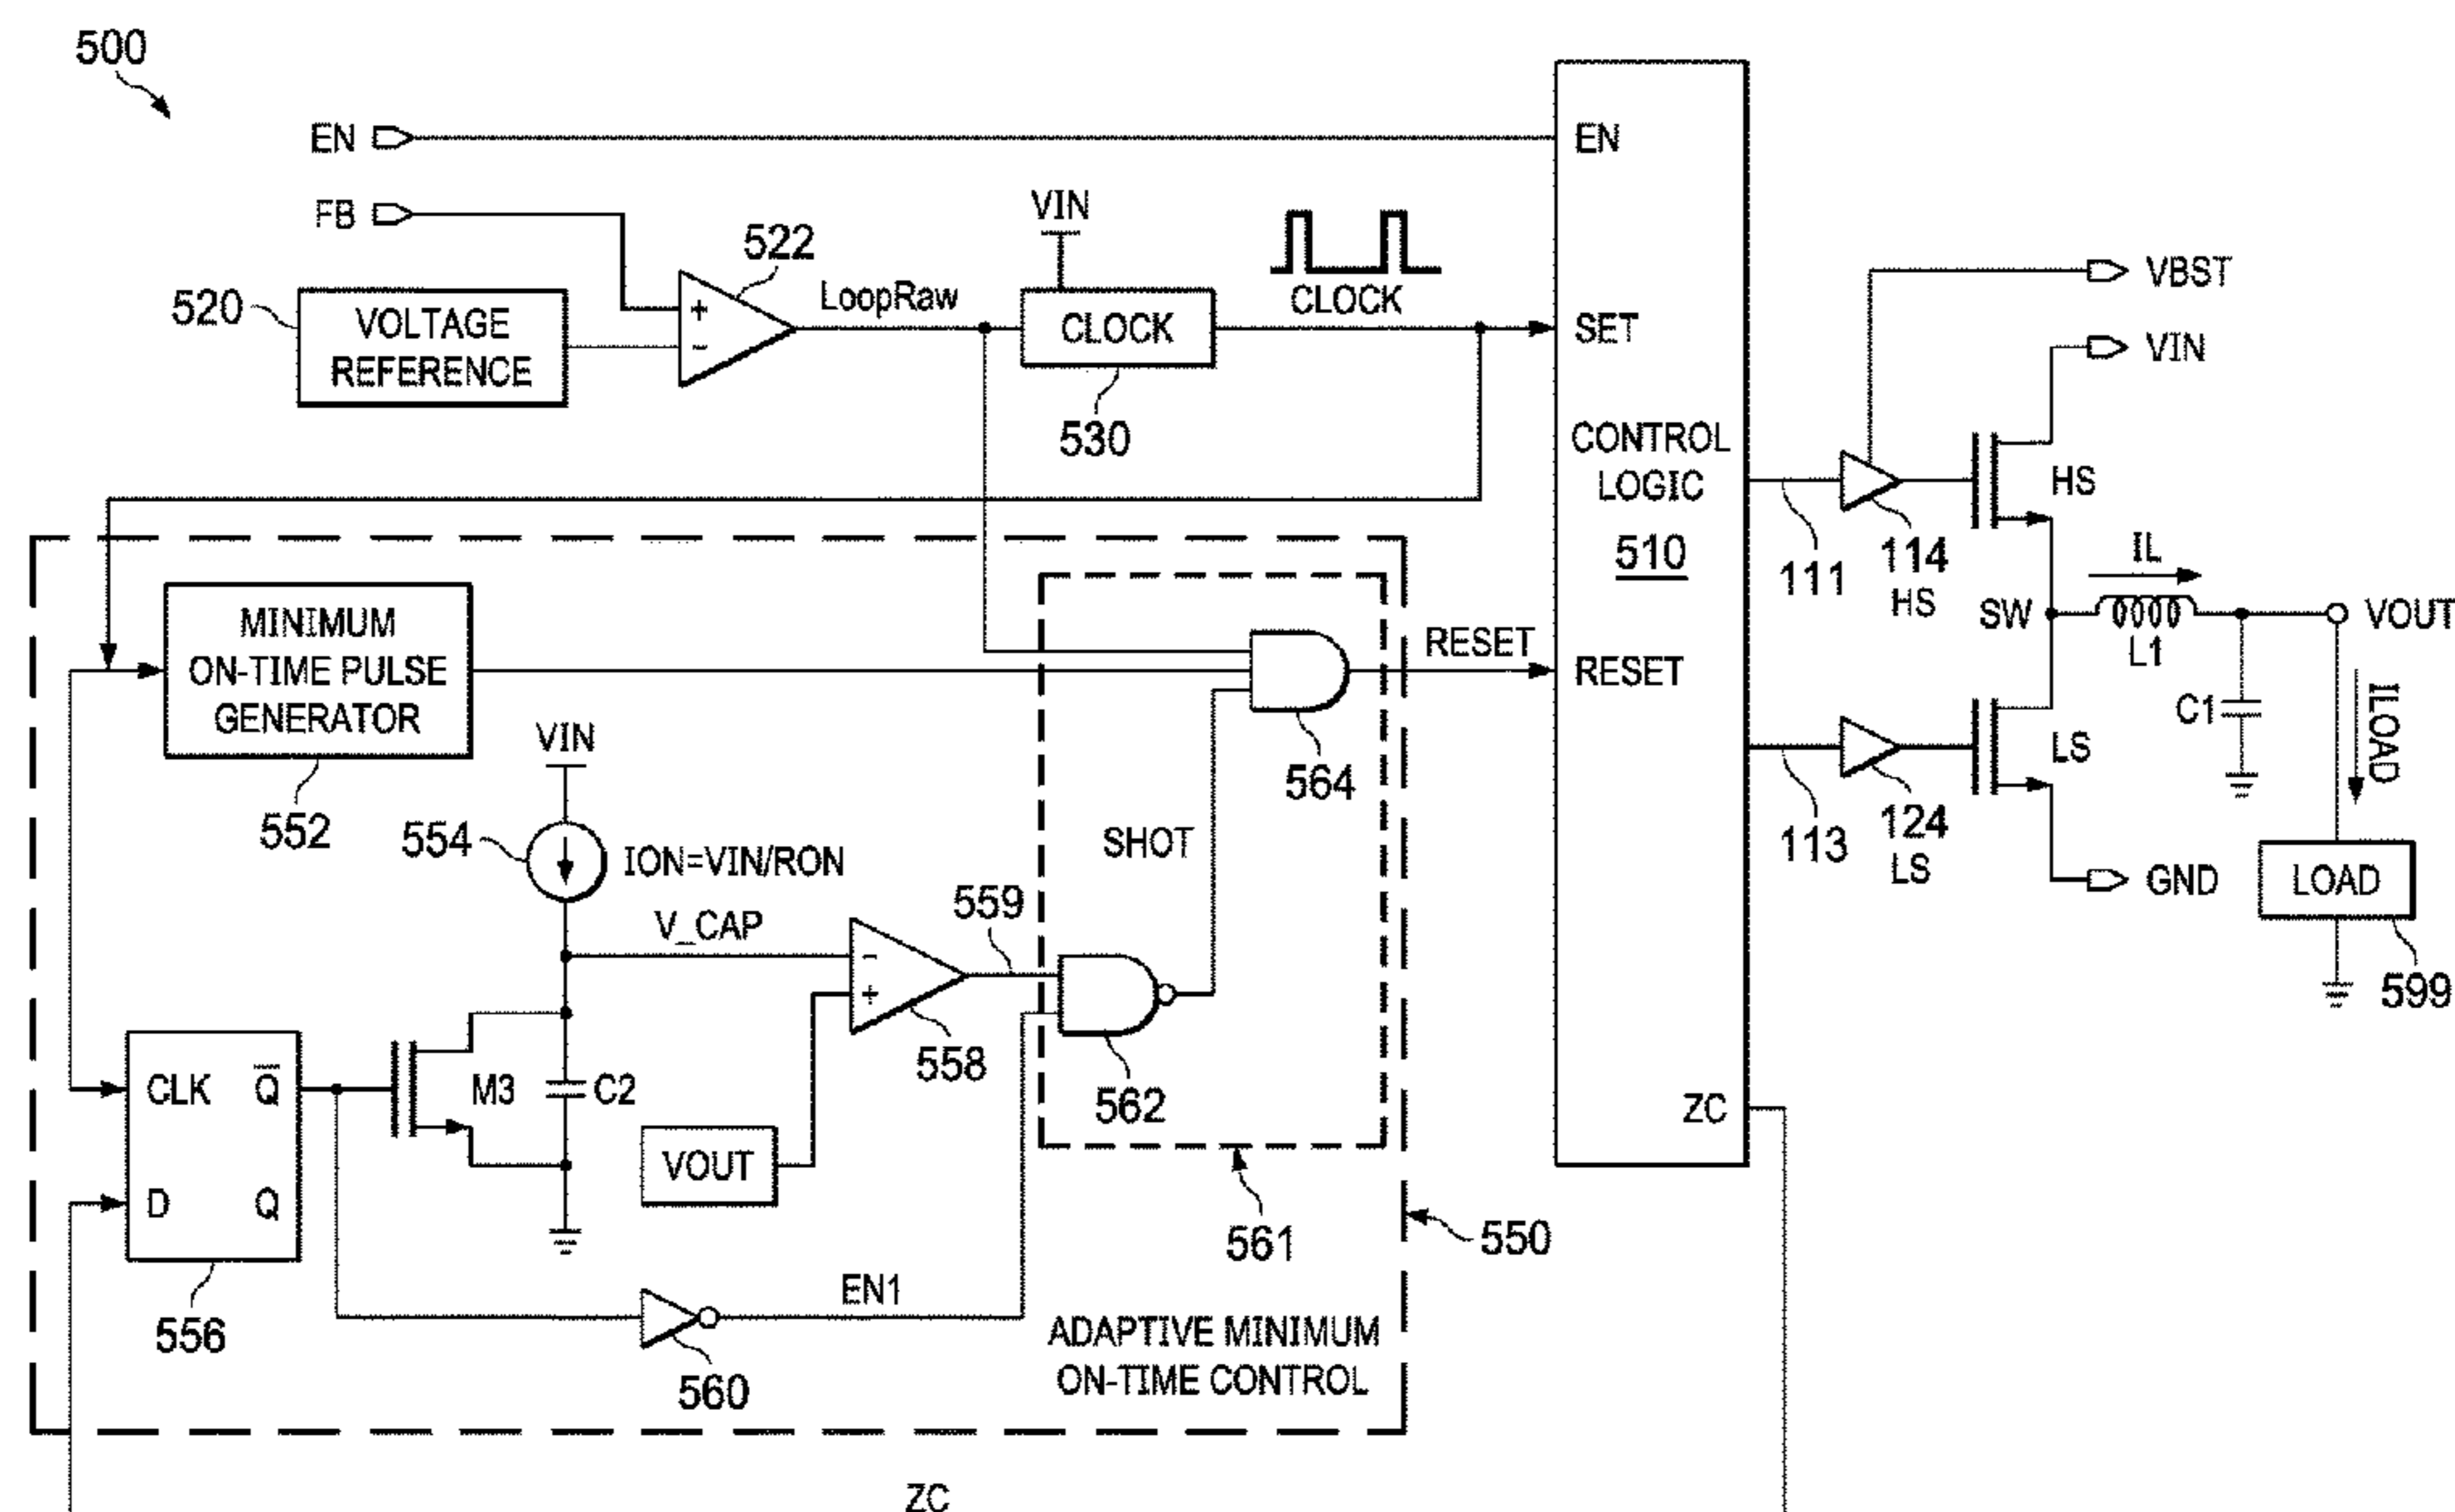 500
EN
EN
FB
VIN
522
LoopRaw
CLOCK
VBST
520
VOLTAGE
REFERENCE
+
-
CLOCK
SET
VIN
530
CONTROL
LOGIC
510
HS
111
114
HS
IL
SW
L1
VOUT
MINIMUM
ON-TIME PULSE
GENERATOR
RESET
RESET
552
VIN
564
C1
ILOAD
LS
554
ION=VIN/RON
SHOT
113
124
LS
GND
LOAD
V_CAP
559
-
+
558
562
599
CLK
Q
M3
C2
ZC
VOUT
D
Q
561
550
556
EN1
560
ADAPTIVE MINIMUM
ON-TIME CONTROL
ZC